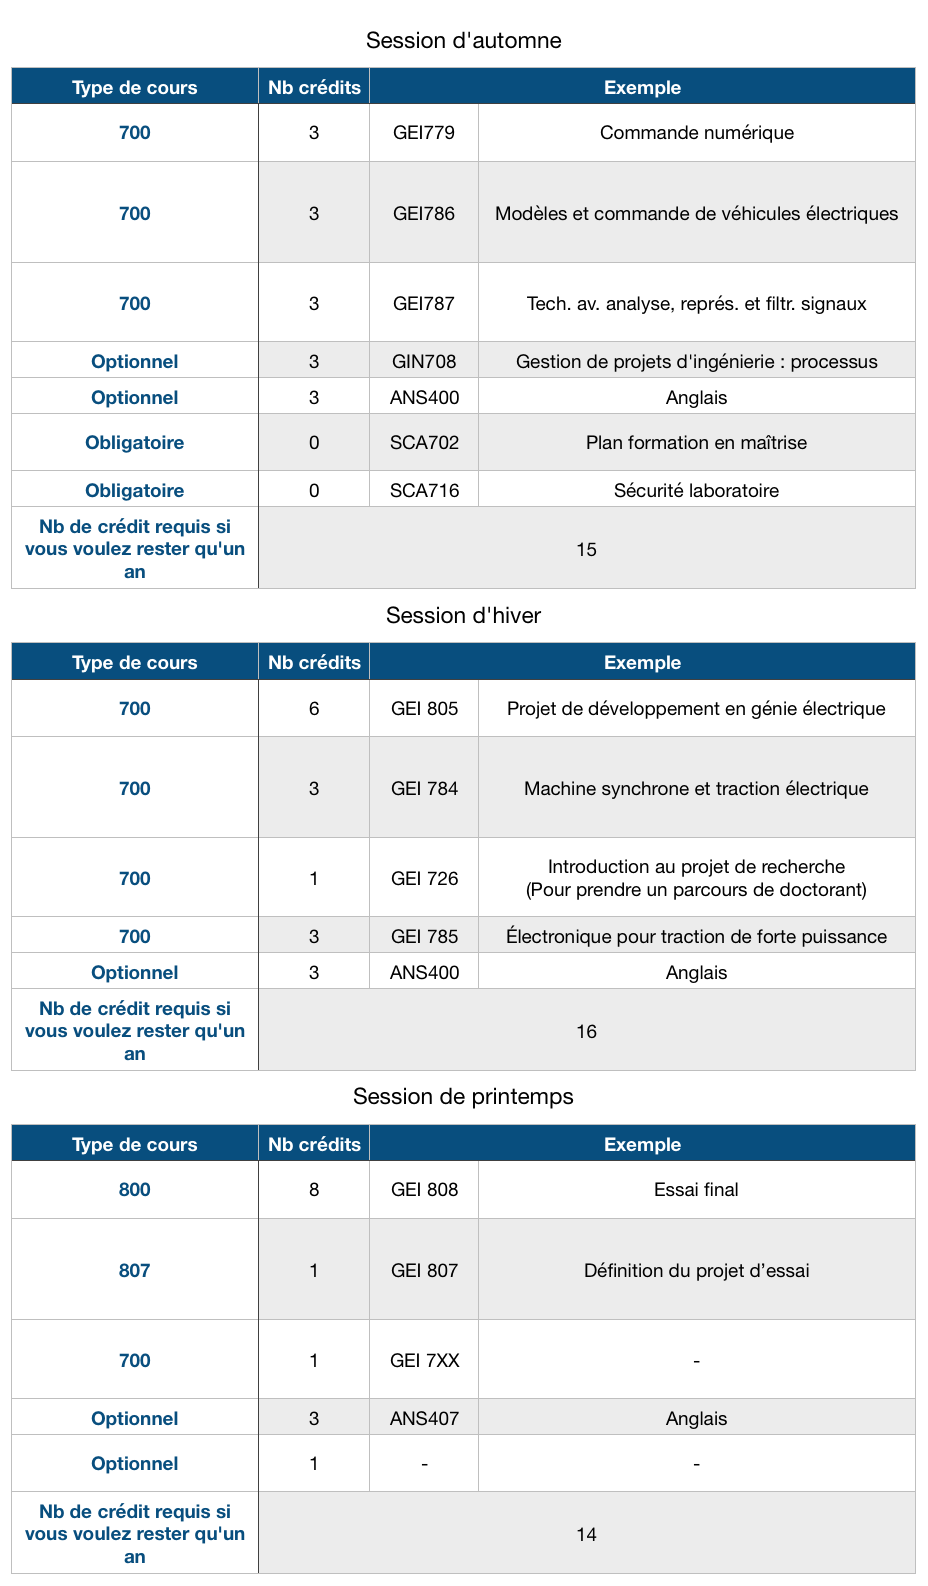 Session d'automne
Type de cours Nb crédits Exemple
700 3 GEI779 Commande numérique
700 3 GEI786 Modèles et commande de véhicules électriques
700 3 GEI787 Tech. av. analyse, représ. et filtr. signaux
Optionnel 3 GIN708 Gestion de projets d'ingénierie : processus
Optionnel 3 ANS400 Anglais
Obligatoire 0 SCA702 Plan formation en maîtrise
Obligatoire 0 SCA716 Sécurité laboratoire
Nb de crédit requis si
vous voulez rester qu'un
an
15
Session d'hiver
Type de cours Nb crédits Exemple
700 6 GEI 805 Projet de développement en génie électrique
700 3 GEI 784 Machine synchrone et traction électrique
700 1 GEI 726 Introduction au projet de recherche
(Pour prendre un parcours de doctorant)
700 3 GEI 785 Électronique pour traction de forte puissance
Optionnel 3 ANS400 Anglais
Nb de crédit requis si
vous voulez rester qu'un
an
16
Session de printemps
Type de cours Nb crédits Exemple
800 8 GEI 808 Essai final
807 1 GEI 807 Définition du projet d’essai
700 1 GEI 7XX -
Optionnel 3 ANS407 Anglais
Optionnel 1 - -
Nb de crédit requis si
vous voulez rester qu'un
an
14